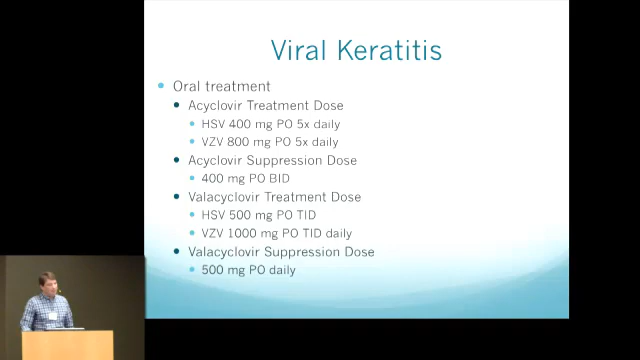 Viral Keratitis
Oral treatment
Acyclovir Treatment Dose
HSV 400 mg PO 5x daily
VZV 800 mg PO 5x daily
Acyclovir Suppression Dose
400 mg PO BID
Valacyclovir Treatment Dose
HSV 500 mg PO TID
VZV 1000 mg PO TID daily
Valacyclovir Suppression Dose
500 mg PO daily